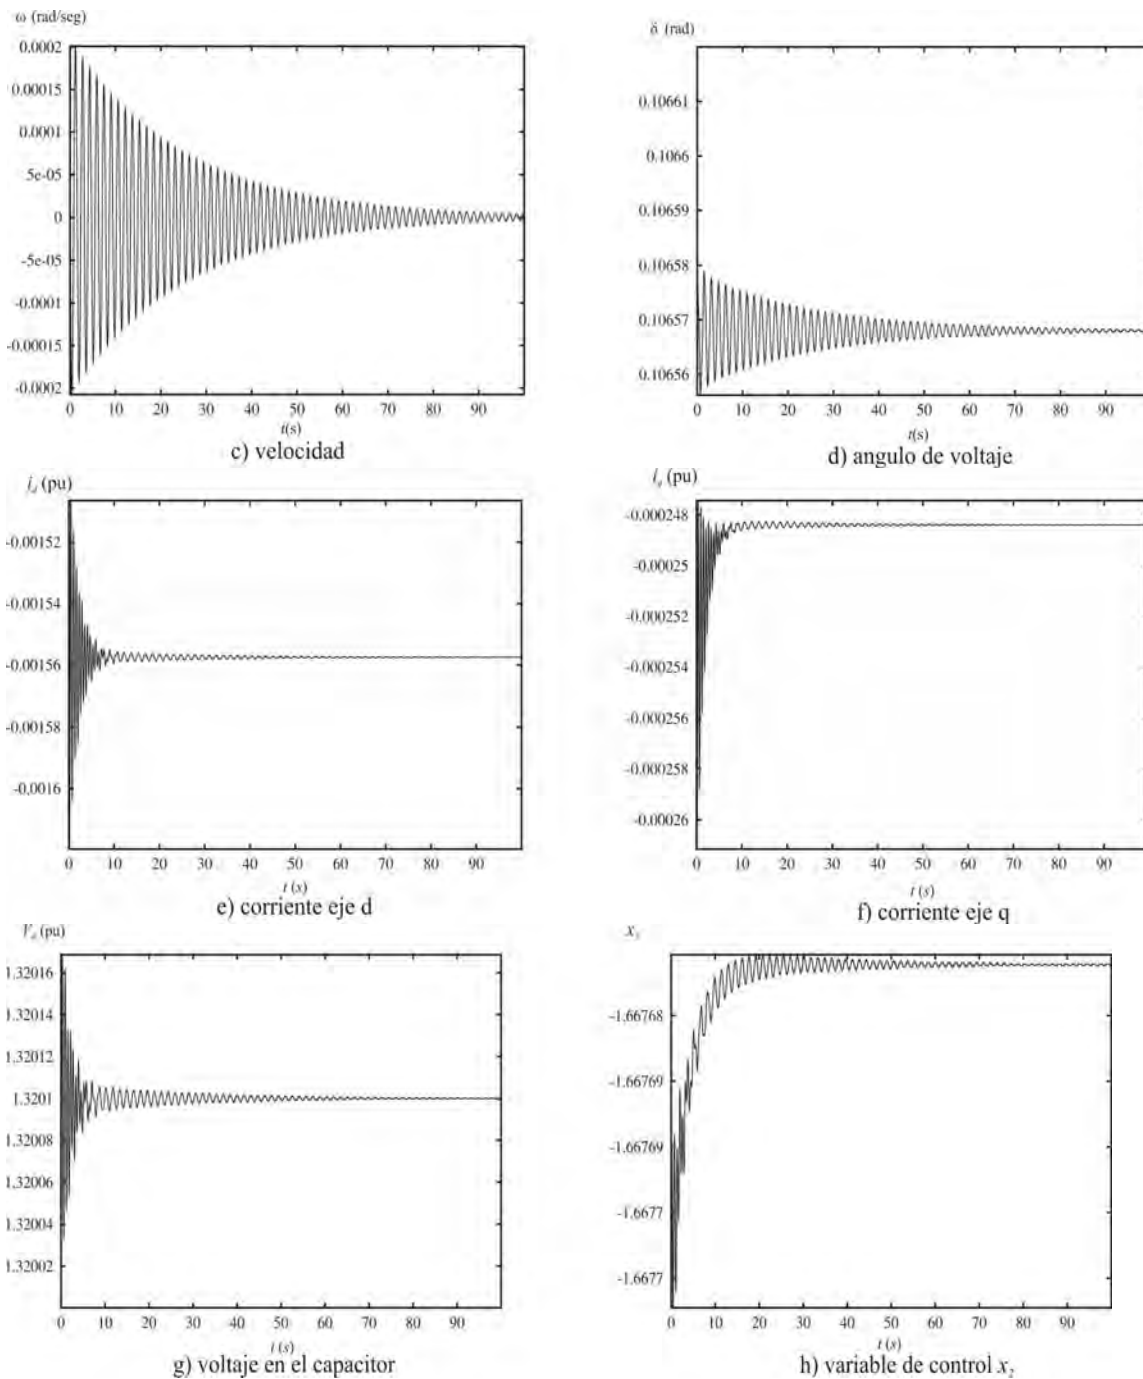 ω (rad/seg)
0.0002
0.00015
0.0001
5e-05
0
-5e-05
-0.0001
-0.00015
-0.0002
0 10 20 30 40 50 60 70 80 90
t(s)
c) velocidad
δ (rad)
0.10661
0.1066
0.10659
0.10658
0.10657
0.10656
0 10 20 30 40 50 60 70 80 90
t(s)
d) angulo de voltaje
i_d (pu)
-0.00152
-0.00154
-0.00156
-0.00158
-0.0016
0 10 20 30 40 50 60 70 80 90
t (s)
e) corriente eje d
i_q (pu)
-0.000248
-0.00025
-0.000252
-0.000254
-0.000256
-0.000258
-0.00026
0 10 20 30 40 50 60 70 80 90
t (s)
f) corriente eje q
(pu)
1.32016
1.32014
1.32012
1.3201
1.32008
1.32006
1.32004
1.32002
0 10 20 30 40 50 60 70 80 90
t (s)
g) voltaje en el capacitor
-1.66768
-1.66769
-1.66769
-1.6677
-1.6677
0 10 20 30 40 50 60 70 80 90
t (s)
h) variable de control x₂